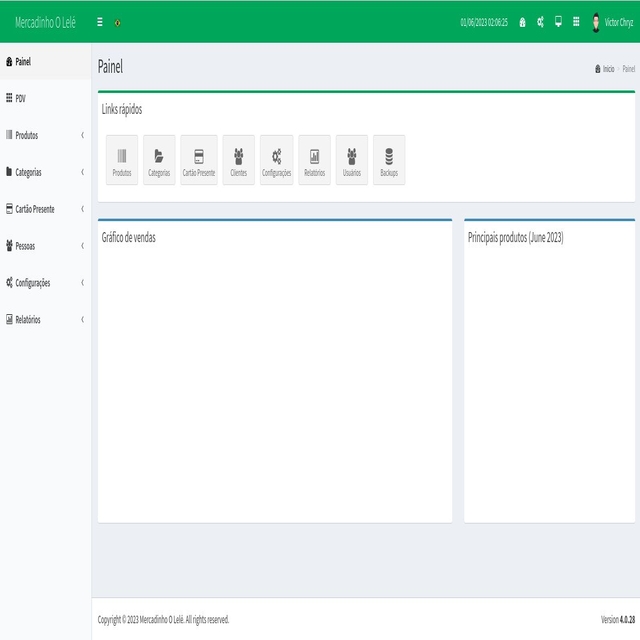 Mercadinho O Lelé
01/06/2023 02:06:25
Victor Chryz
Painel
PDV
Produtos
Categorias
Cartão Presente
Pessoas
Configurações
Relatórios
Painel
Início > Painel
Links rápidos
Produtos
Categorias
Cartão Presente
Clientes
Configurações
Relatórios
Usuários
Backups
Gráfico de vendas
Principais produtos (June 2023)
Copyright © 2023 Mercadinho O Lelé. All rights reserved.
Version 4.0.28